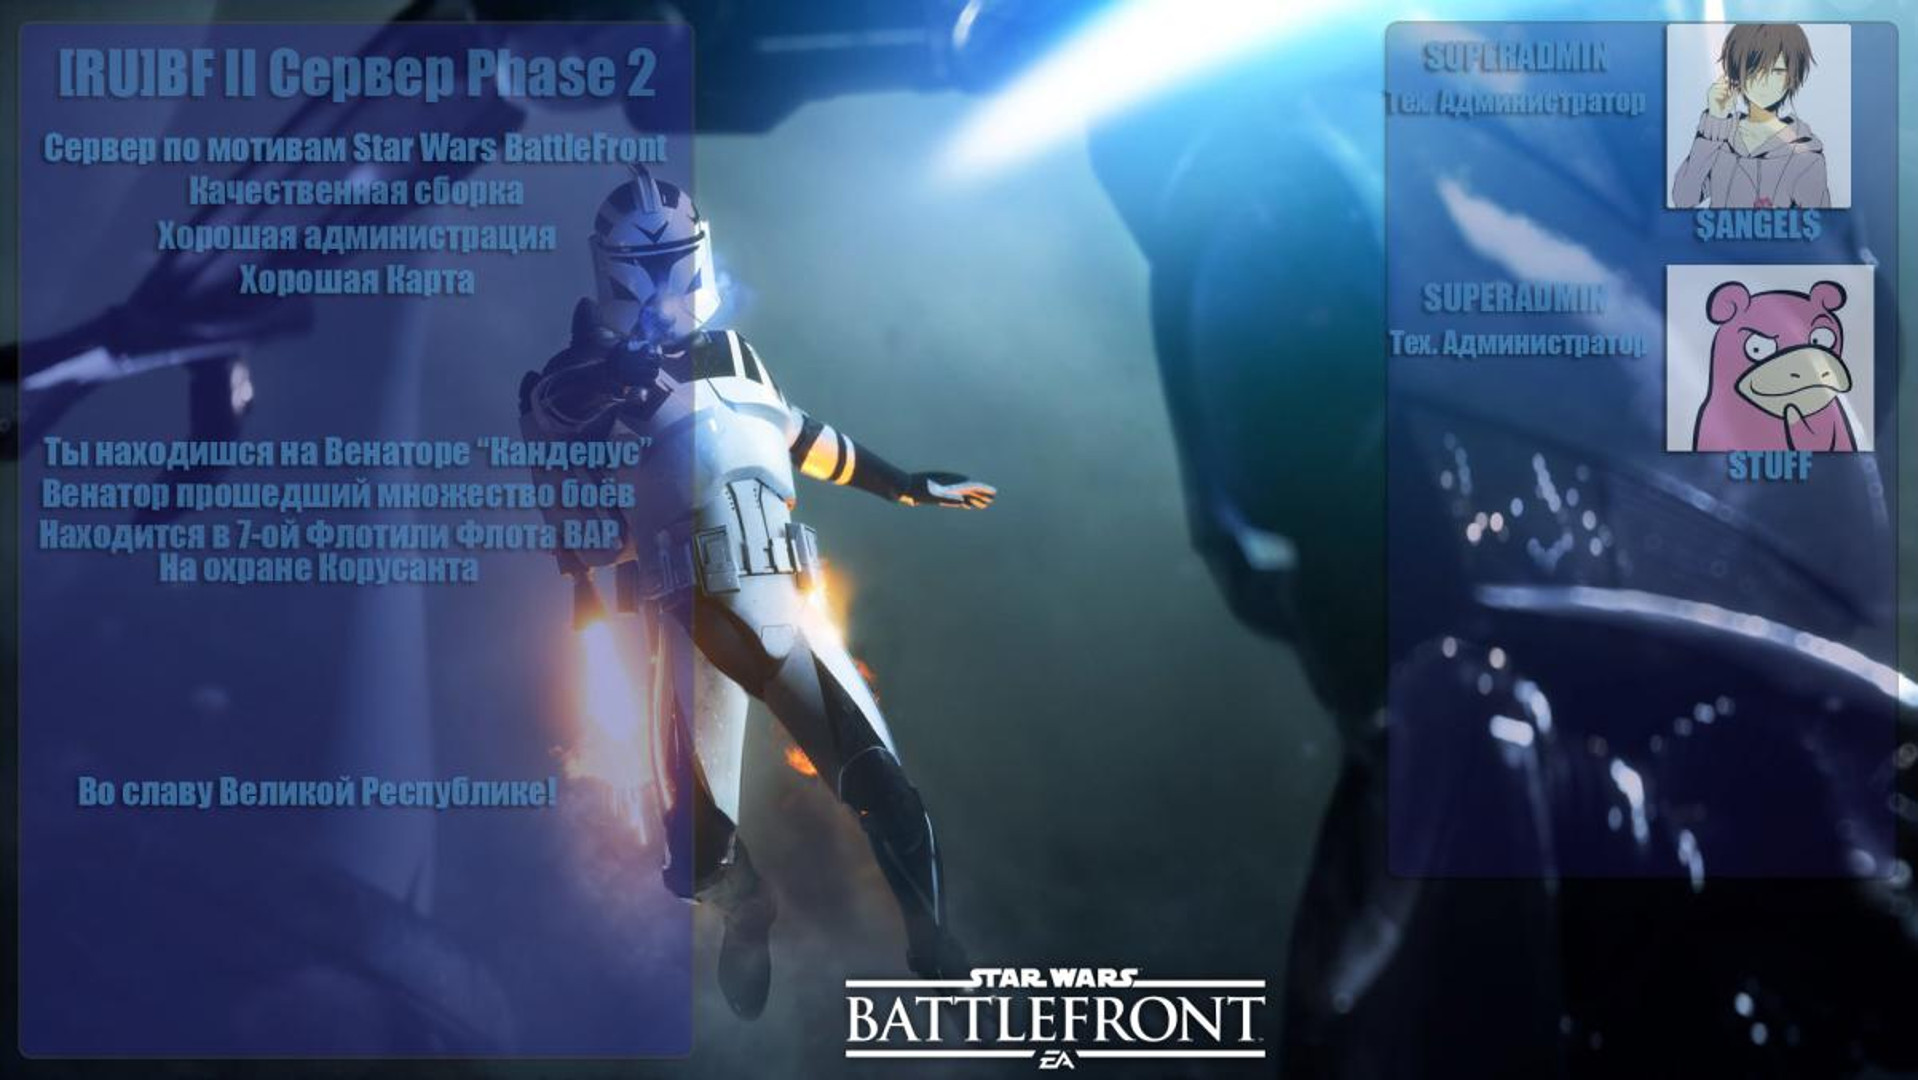 [RU]BF II Сервер Phase 2
Сервер по мотивам Star Wars BattleFront
Качественная сборка
Хорошая администрация
Хорошая Карта
Ты находишся на Венаторе “Кандерус”
Венатор прошедший множество боёв
Находится в 7-ой Флотили Флота ВАР
На охране Корусанта
Во славу Великой Республике!
SUPERADMIN
Тех. Администратор
$ANGEL$
SUPERADMIN
Тех. Администратор
STUFF
STAR WARS
BATTLEFRONT
EA